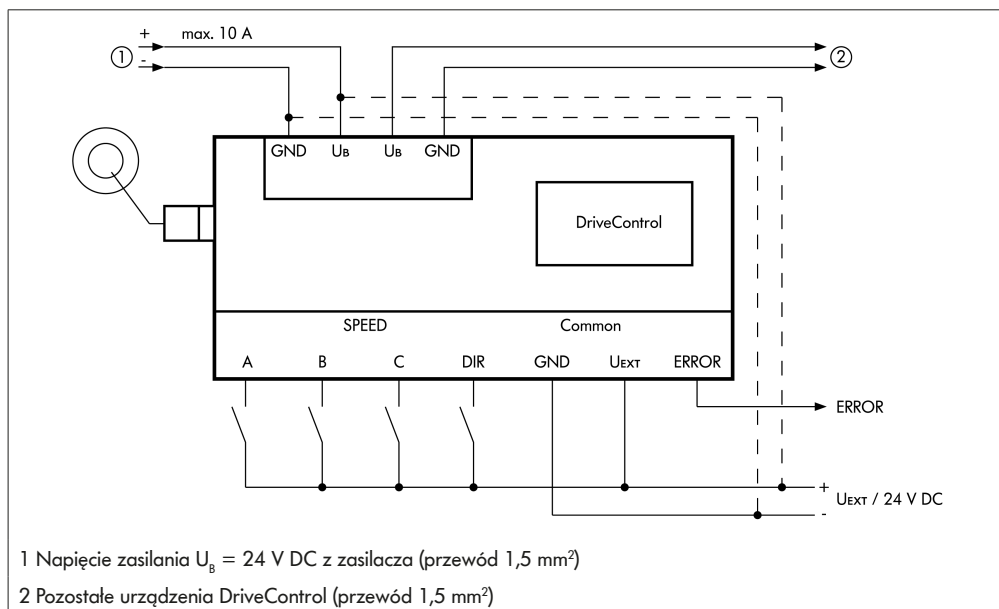 + max. 10 A
1 - 2
GND UB UB GND
DriveControl
SPEED Common
A B C DIR GND UEXT ERROR
ERROR
+
UEXT / 24 V DC
-
1 Napięcie zasilania UB = 24 V DC z zasilacza (przewód 1,5 mm²)
2 Pozostałe urządzenia DriveControl (przewód 1,5 mm²)